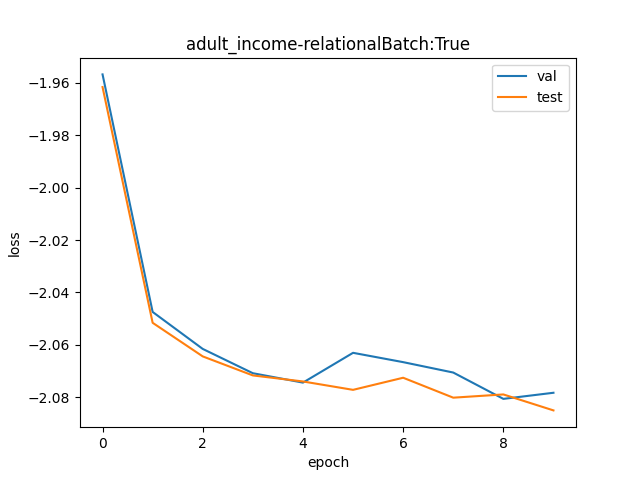 adult_income-relationalBatch:True
val
test
−1.96
−1.98
−2.00
−2.02
−2.04
−2.06
−2.08
loss
0
2
4
6
8
epoch